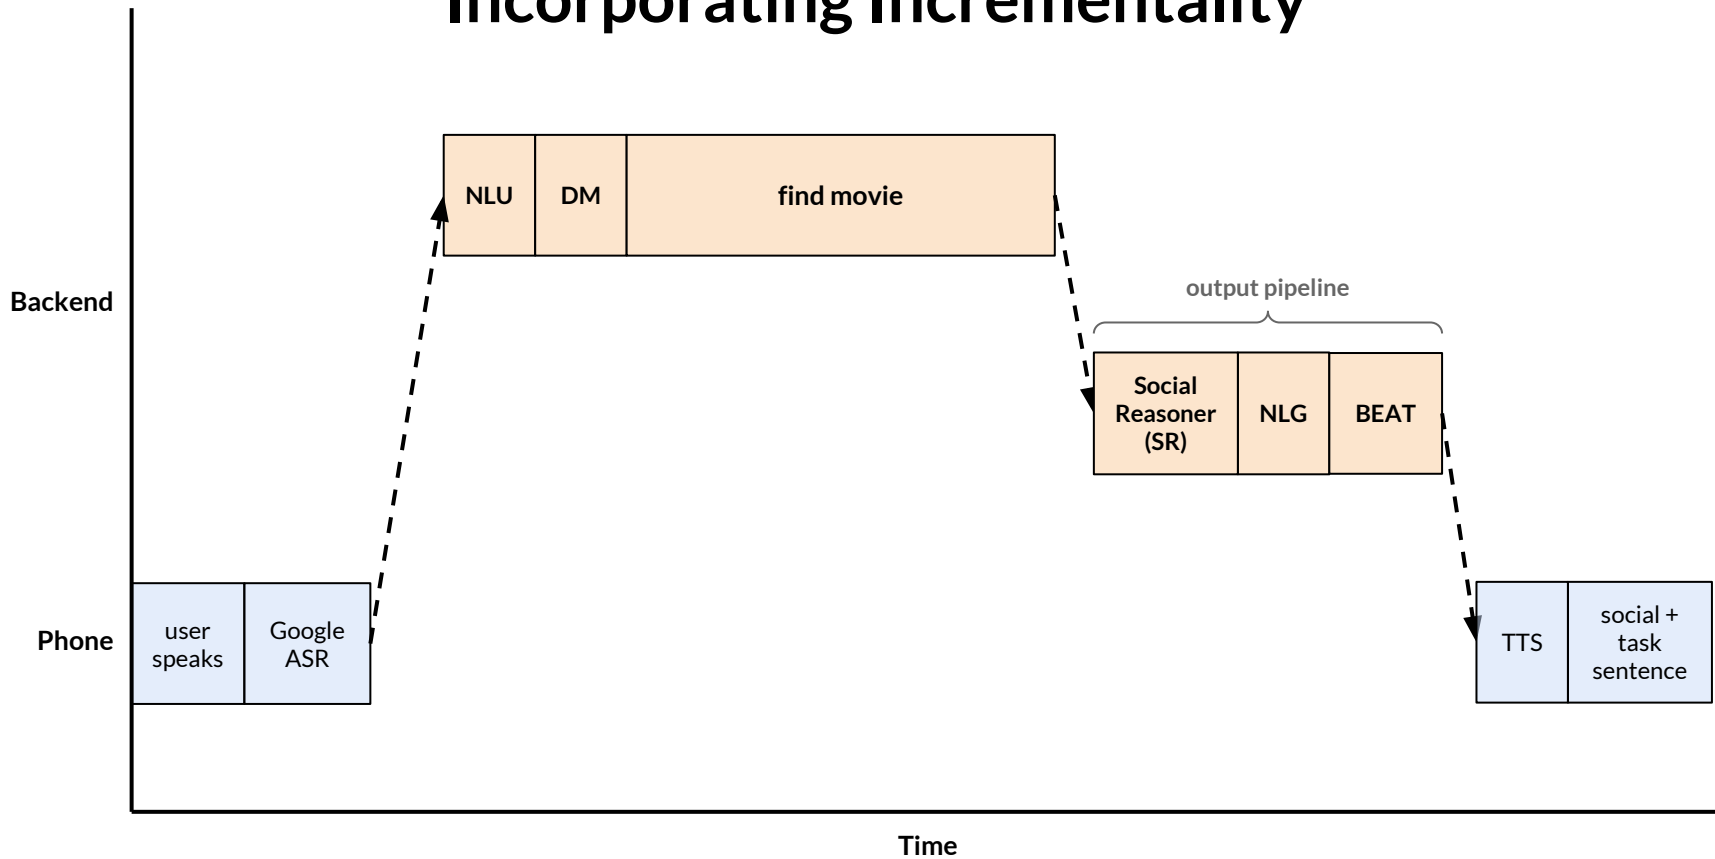 Incorporating Incrementality
NLU
DM
find movie
Backend
output pipeline
Social
Reasoner
(SR)
NLG
BEAT
Phone
user
speaks
Google
ASR
TTS
social +
task
sentence
Time